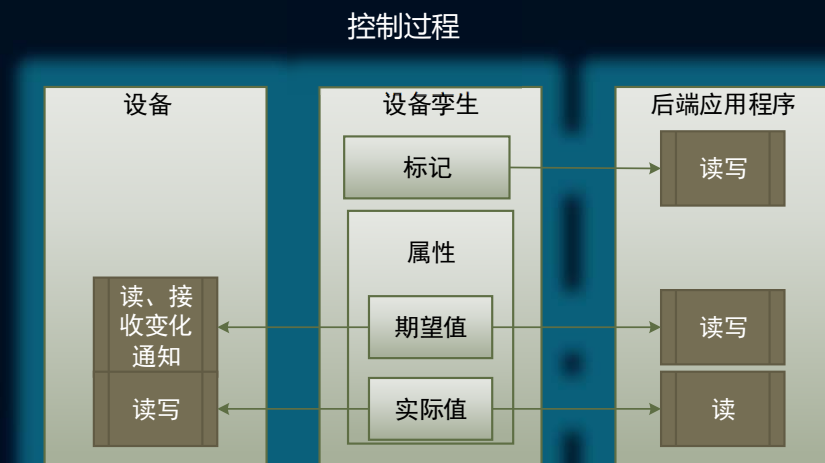 控制过程
设备
设备孪生
后端应用程序
标记
读写
属性
读、接
收变化
通知
期望值
读写
读写
实际值
读